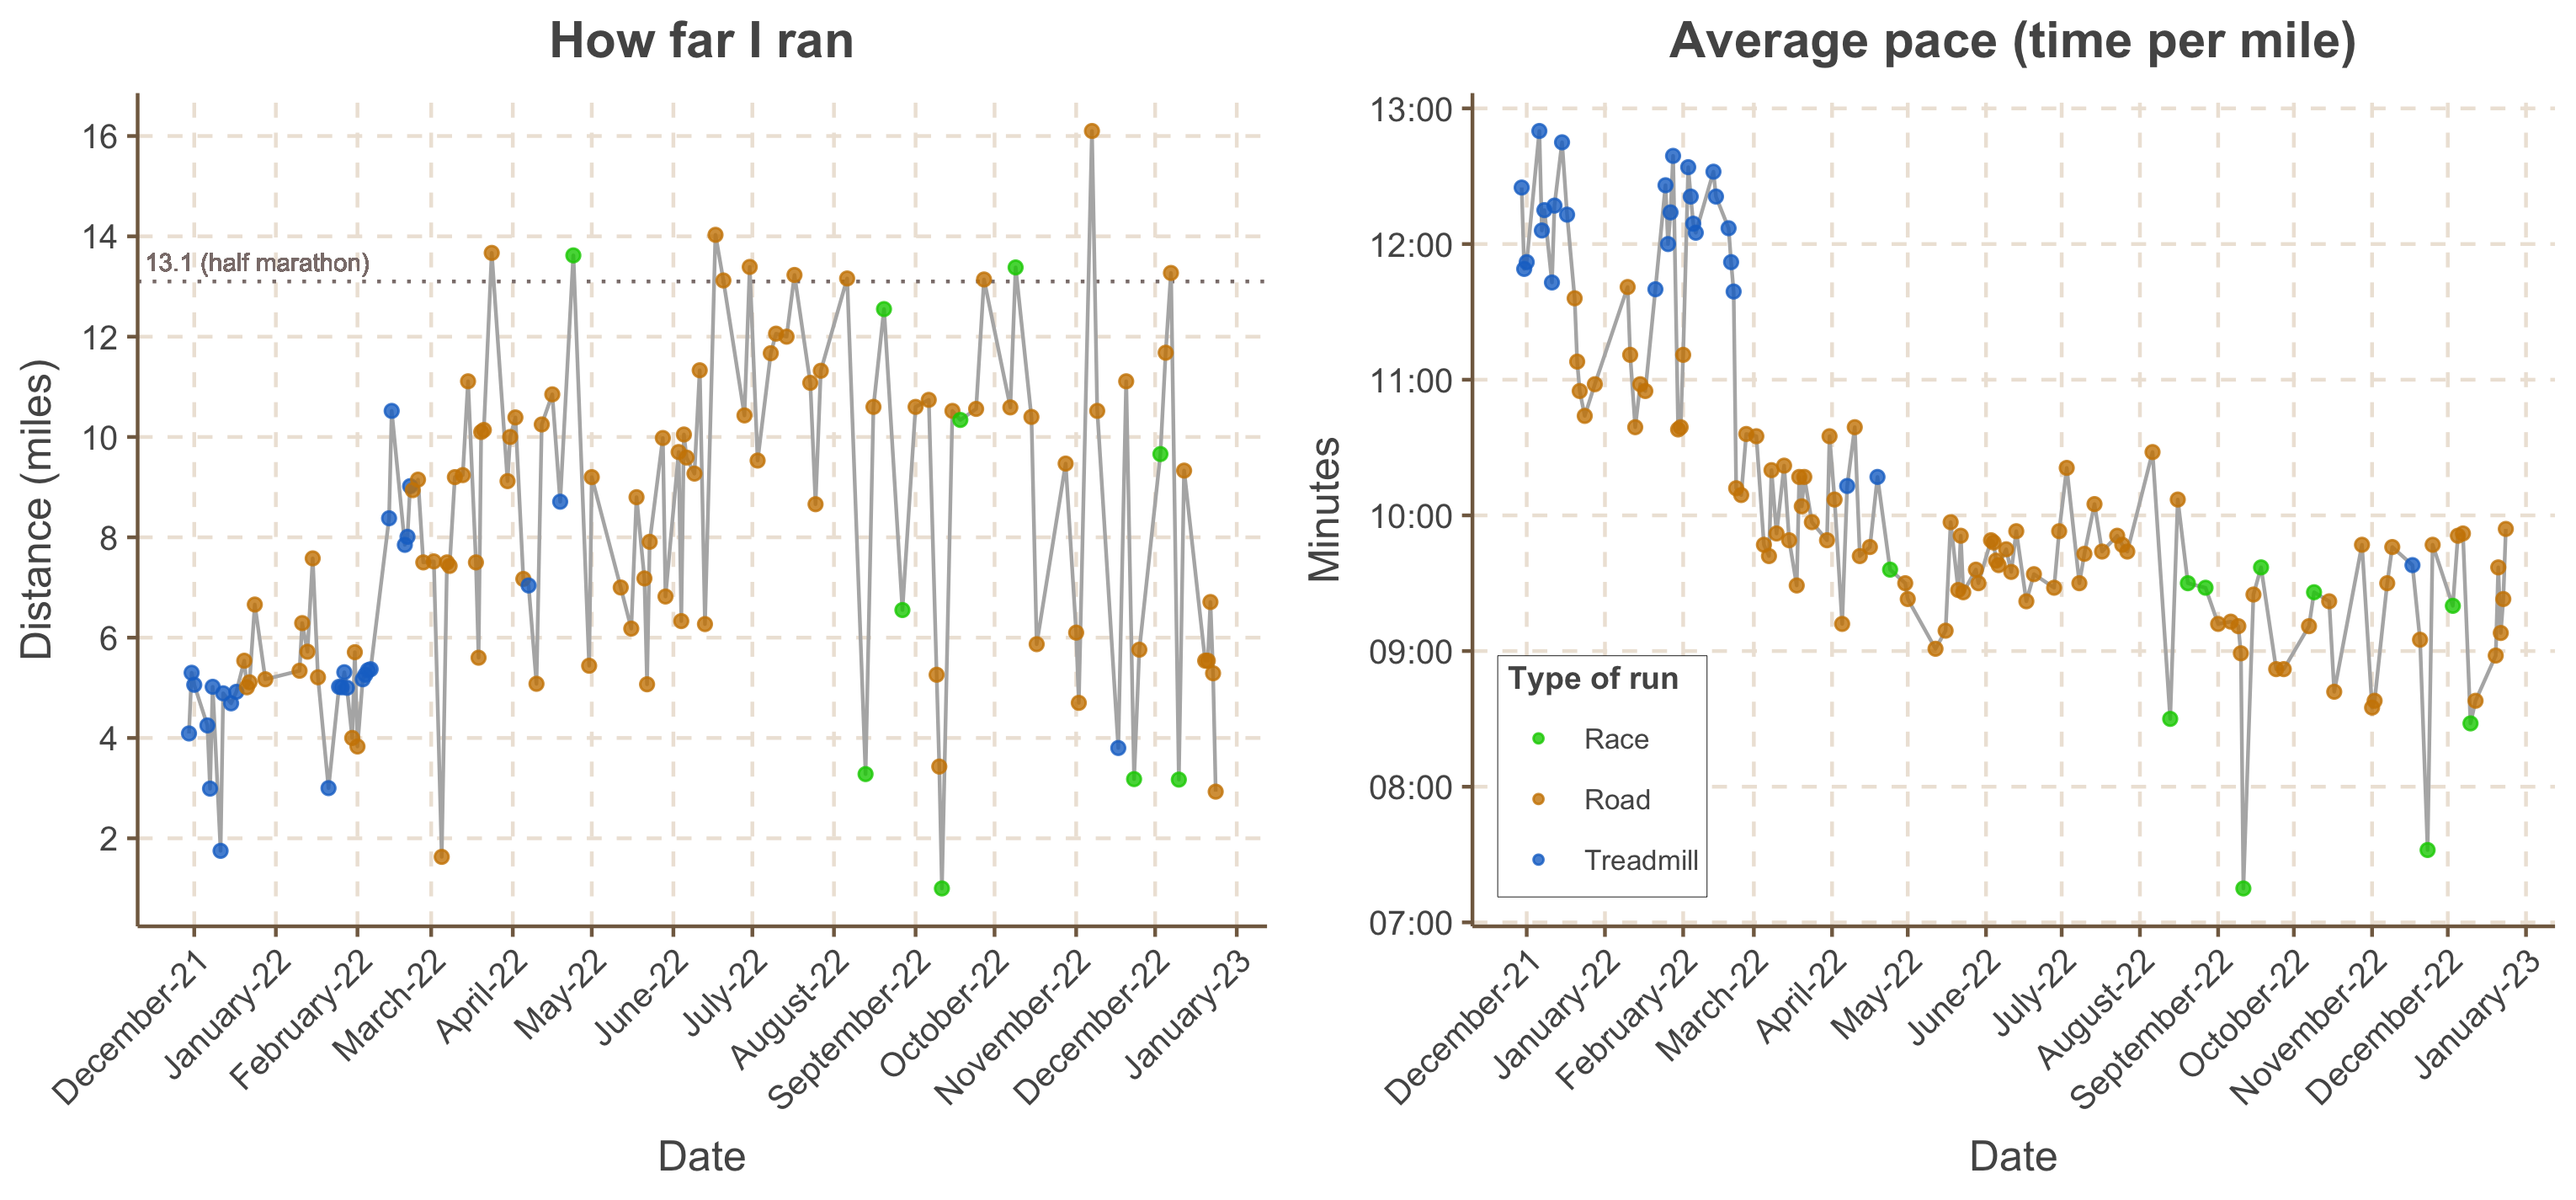 How far I ran
Distance (miles)
16
14
12
10
8
6
4
2
13.1 (half marathon)
December-21
January-22
February-22
March-22
April-22
May-22
June-22
July-22
August-22
September-22
October-22
November-22
December-22
January-23
Date
Average pace (time per mile)
Minutes
13:00
12:00
11:00
10:00
09:00
08:00
07:00
Type of run
Race
Road
Treadmill
December-21
January-22
February-22
March-22
April-22
May-22
June-22
July-22
August-22
September-22
October-22
November-22
December-22
January-23
Date